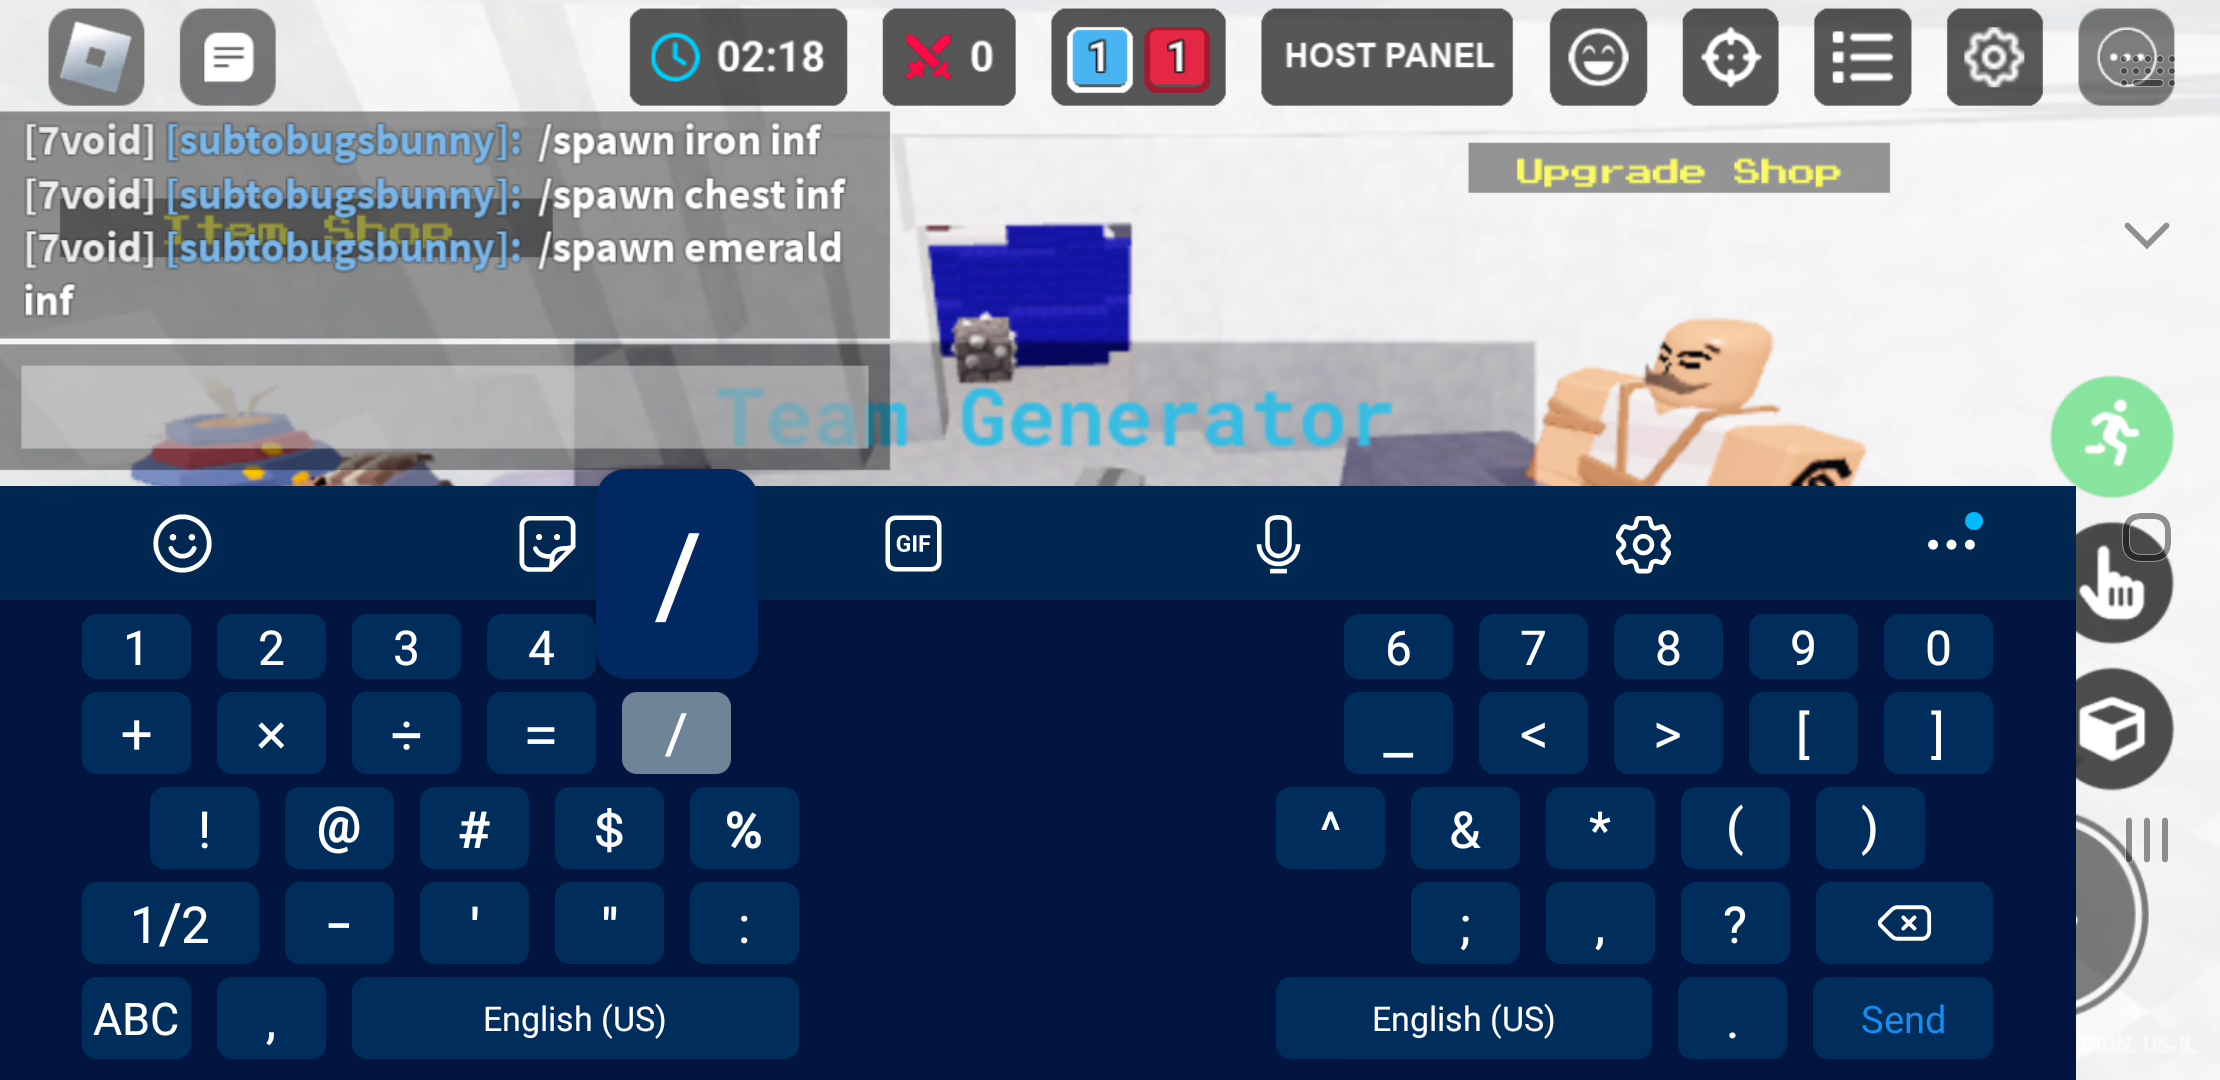 02:18
0
1
1
HOST PANEL
[7void] [subtobugsbunny]: /spawn iron inf
[7void] [subtobugsbunny]: /spawn chest inf
Item Shop
[7void] [subtobugsbunny]: /spawn emerald
inf
Upgrade Shop
Team Generator
GIF
/
1 2 3 4
6 7 8 9 0
+ × ÷ = /
_ < > [ ]
! @ # $ %
^ & * ( )
1/2 - ' " :
; , ?
ABC , English (US)
English (US) . Send
US-IL